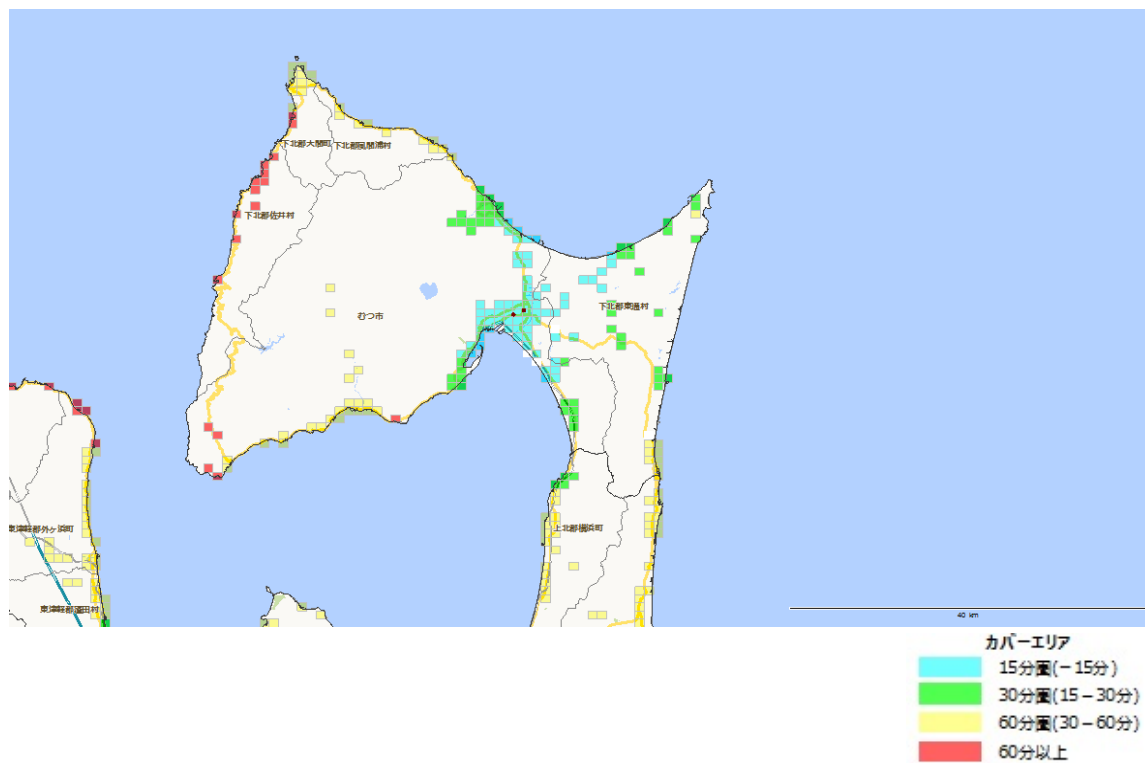 下北郡大間町
下北郡風間浦村
下北郡佐井村
むつ市
下北郡東通村
東津軽郡外ヶ浜町
上北郡横浜町
東津軽郡蓬田村
40 km
カバーエリア
15分圏(－15分)
30分圏(15－30分)
60分圏(30－60分)
60分以上